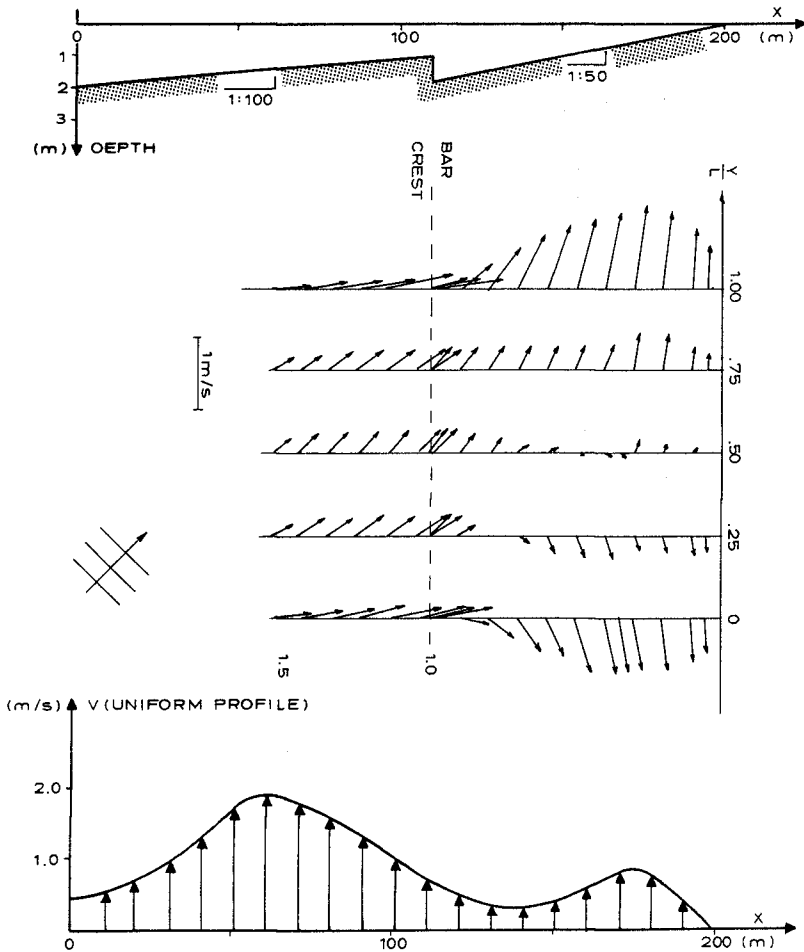 X
0 100 200
(m)
1
2
3
1:100
1:50
(m) OEPTH
BAR
CREST
Y/L
1.00
1m/s
.75
.50
.25
0
1.5
1.0
(m/s) V (UNIFORM PROFILE)
2.0
1.0
X
0 100 200 (m)